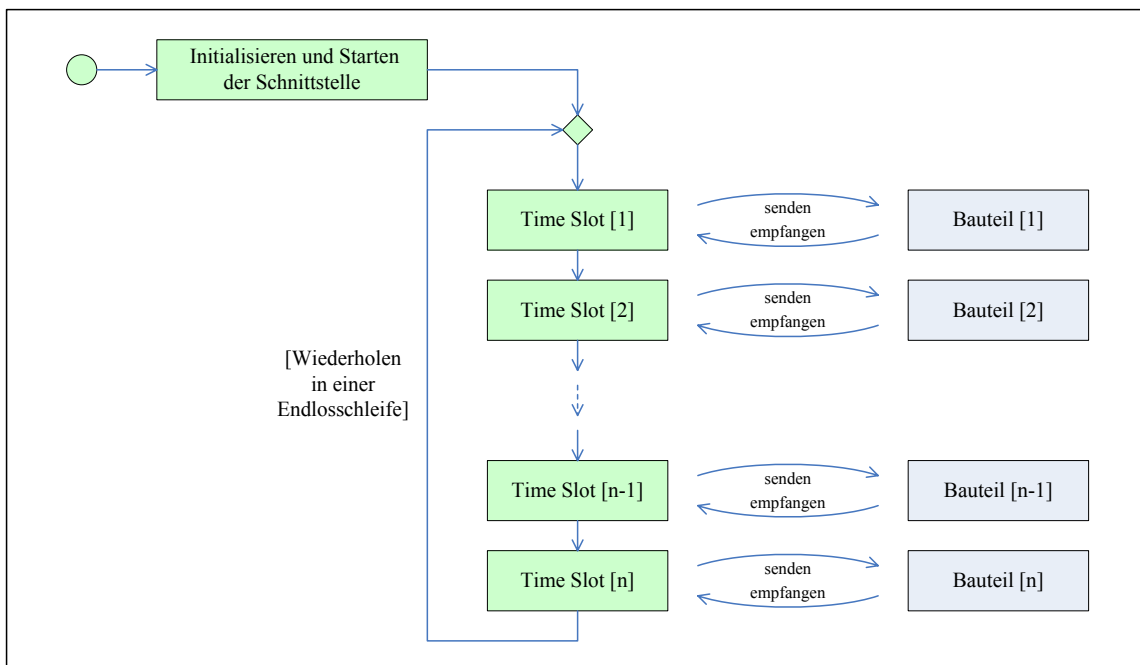 Initialisieren und Starten
der Schnittstelle
Time Slot [1]
senden
empfangen
Bauteil [1]
Time Slot [2]
senden
empfangen
Bauteil [2]
[Wiederholen
in einer
Endlosschleife]
Time Slot [n-1]
senden
empfangen
Bauteil [n-1]
Time Slot [n]
senden
empfangen
Bauteil [n]